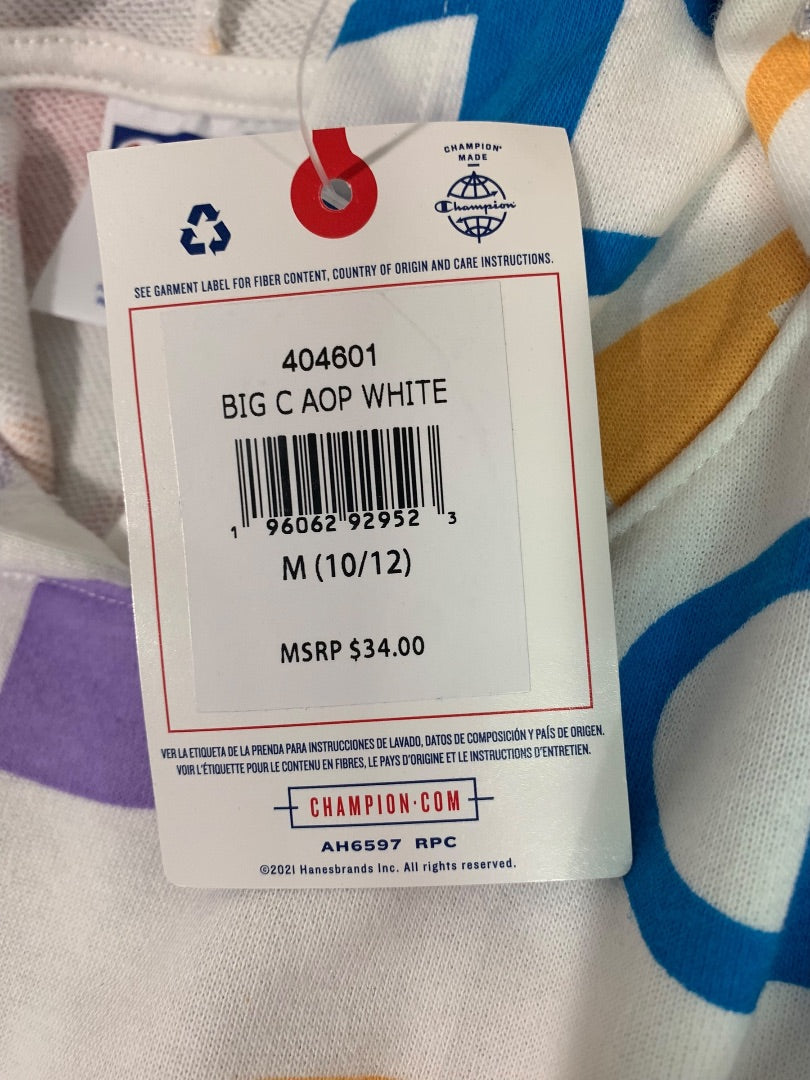 CHAMPION®
MADE
Champion
SEE GARMENT LABEL FOR FIBER CONTENT, COUNTRY OF ORIGIN AND CARE INSTRUCTIONS.
404601
BIG C AOP WHITE
1 96062 92952 3
M (10/12)
MSRP $34.00
VER LA ETIQUETA DE LA PRENDA PARA INSTRUCCIONES DE LAVADO, DATOS DE COMPOSICIÓN Y PAÍS DE ORIGEN.
VOIR L'ÉTIQUETTE POUR LE CONTENU EN FIBRES, LE PAYS D'ORIGINE ET LE INSTRUCTIONS D'ENTRETIEN.
CHAMPION·COM
AH6597 RPC
©2021 Hanesbrands Inc. All rights reserved.